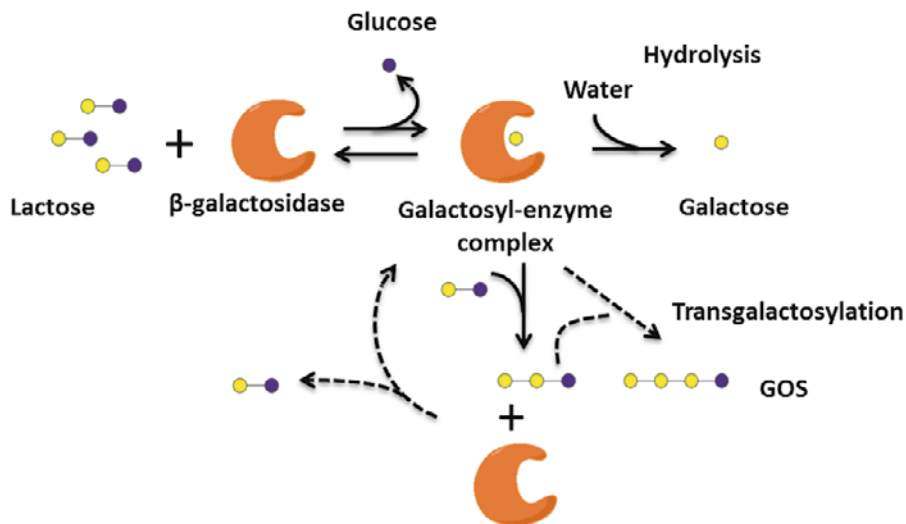 Glucose
Hydrolysis
Water
+
Lactose
β-galactosidase
Galactosyl-enzyme
complex
Galactose
Transgalactosylation
GOS
+